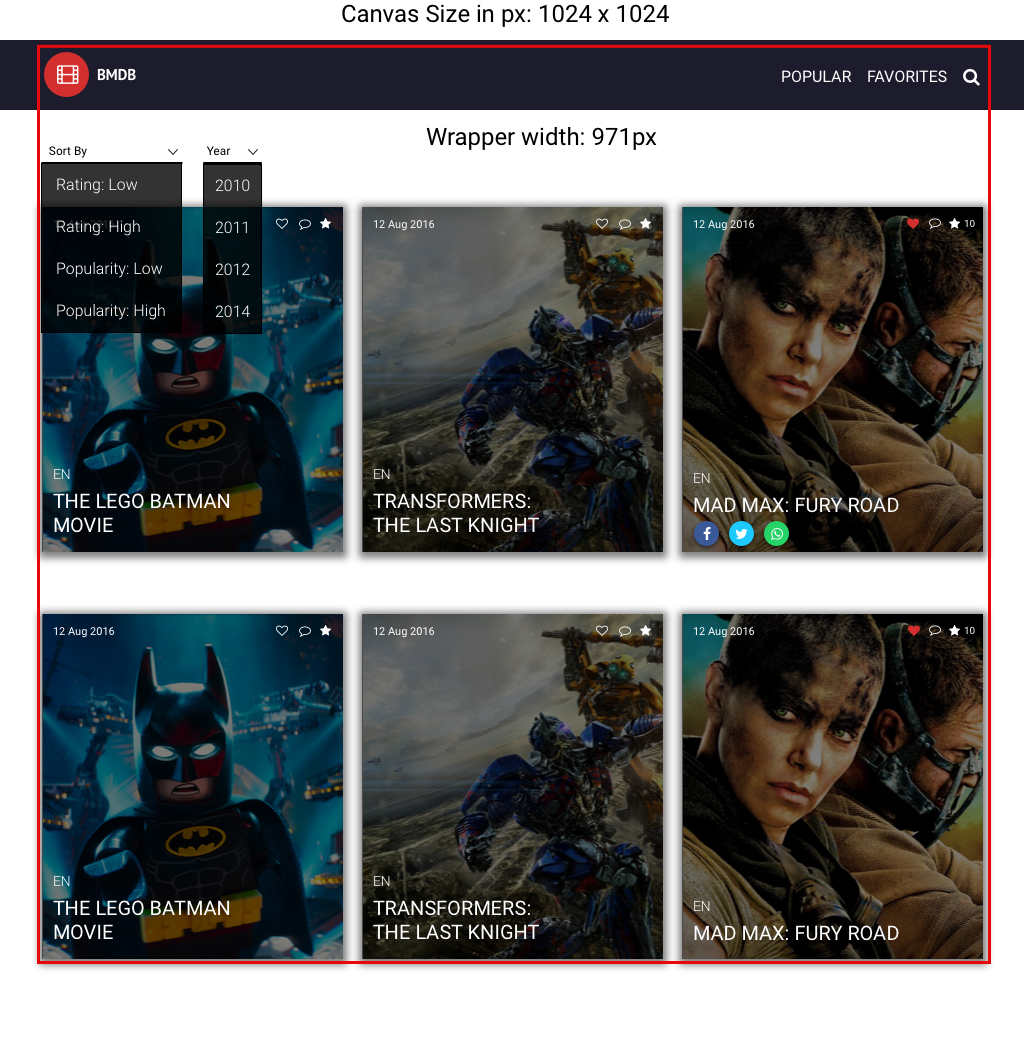 Canvas Size in px: 1024 x 1024
BMDB
POPULAR FAVORITES
Wrapper width: 971px
Sort By
Year
Rating: Low
Rating: High
Popularity: Low
Popularity: High
2010
2011
2012
2014
EN
THE LEGO BATMAN
MOVIE
12 Aug 2016
EN
TRANSFORMERS:
THE LAST KNIGHT
12 Aug 2016
10
EN
MAD MAX: FURY ROAD
12 Aug 2016
EN
THE LEGO BATMAN
MOVIE
12 Aug 2016
EN
TRANSFORMERS:
THE LAST KNIGHT
12 Aug 2016
10
EN
MAD MAX: FURY ROAD